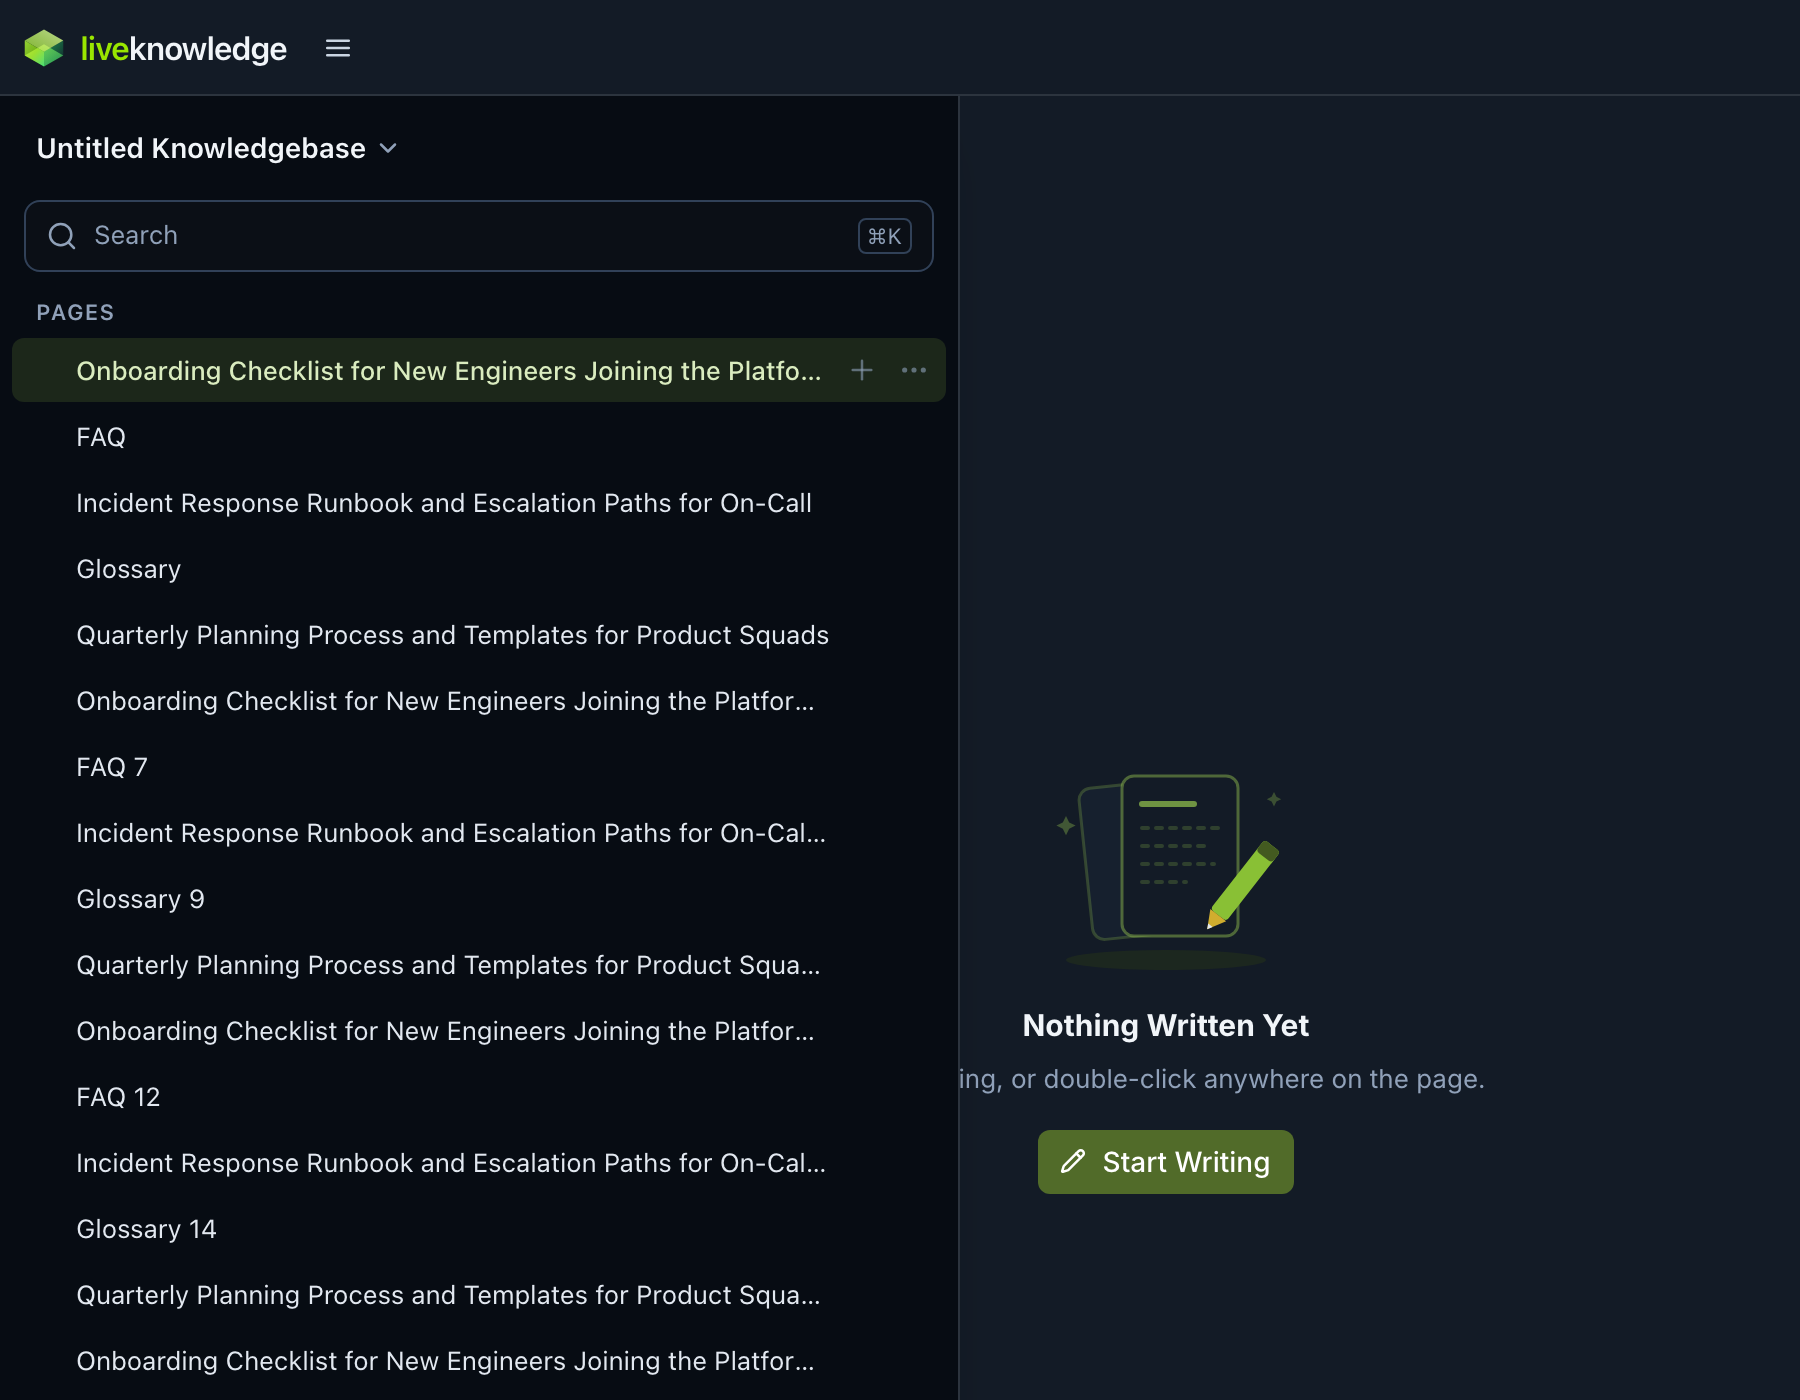 liveknowledge
Untitled Knowledgebase
Search
⌘K
PAGES
Onboarding Checklist for New Engineers Joining the Platfo...
FAQ
Incident Response Runbook and Escalation Paths for On-Call
Glossary
Quarterly Planning Process and Templates for Product Squads
Onboarding Checklist for New Engineers Joining the Platfor...
FAQ 7
Incident Response Runbook and Escalation Paths for On-Cal...
Glossary 9
Quarterly Planning Process and Templates for Product Squa...
Onboarding Checklist for New Engineers Joining the Platfor...
FAQ 12
Incident Response Runbook and Escalation Paths for On-Cal...
Glossary 14
Quarterly Planning Process and Templates for Product Squa...
Onboarding Checklist for New Engineers Joining the Platfor...
Nothing Written Yet
ing, or double-click anywhere on the page.
Start Writing